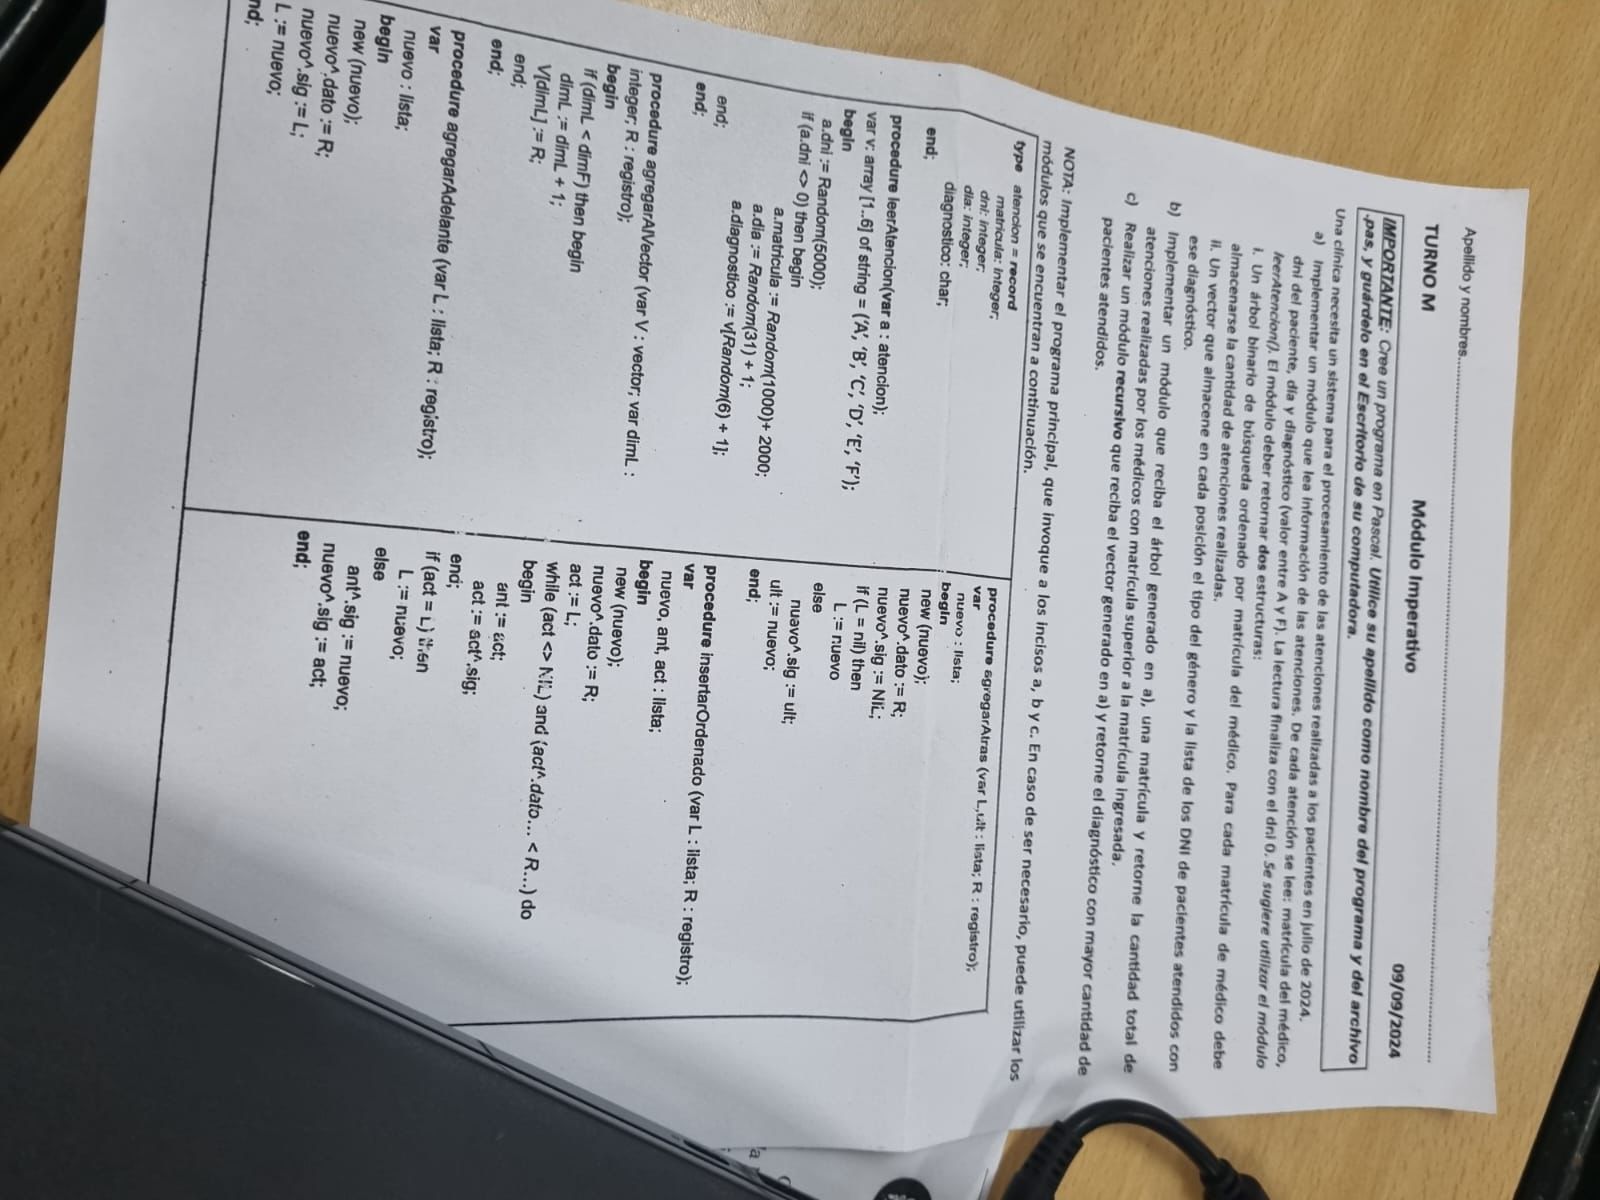 Apellido y nombres
TURNO M
Módulo Imperativo
09/09/2024
IMPORTANTE: Cree un programa en Pascal. Utilice su apellido como nombre del programa y del archivo
.pas, y guárdelo en el Escritorio de su computadora.
Una clínica necesita un sistema para el procesamiento de las atenciones realizadas a los pacientes en julio de 2024.
a) Implementar un módulo que lea información de las atenciones. De cada atención se lee: matrícula del médico,
dni del paciente, día y diagnóstico (valor entre A y F). La lectura finaliza con el dni 0. Se sugiere utilizar el módulo
leerAtencion(). El módulo deber retornar dos estructuras:
i. Un árbol binario de búsqueda ordenado por matrícula del médico. Para cada matrícula de médico debe
almacenarse la cantidad de atenciones realizadas.
ii. Un vector que almacene en cada posición el tipo del género y la lista de los DNI de pacientes atendidos con
ese diagnóstico.
b) Implementar un módulo que reciba el árbol generado en a), una matrícula y retorne la cantidad total de
atenciones realizadas por los médicos con matrícula superior a la matrícula ingresada.
c) Realizar un módulo recursivo que reciba el vector generado en a) y retorne el diagnóstico con mayor cantidad de
pacientes atendidos.
NOTA: Implementar el programa principal, que invoque a los incisos a, b y c. En caso de ser necesario, puede utilizar los
módulos que se encuentran a continuación.
type atencion = record
matricula: integer;
dni: integer;
dia: integer;
diagnostico: char;
end;
procedure leerAtencion(var a : atencion);
var v: array [1..6] of string = (‘A’, ‘B’, ‘C’, ‘D’, ‘E’, ‘F’);
begin
a.dni := Random(5000);
if (a.dni <> 0) then begin
a.matricula := Random(1000)+ 2000;
a.dia := Random(31) + 1;
a.diagnostico := v[Random(6) + 1];
end;
end;
procedure agregarAlVector (var V : vector; var dimL :
integer; R : registro);
begin
if (dimL < dimF) then begin
dimL := dimL + 1;
V[dimL] := R;
end;
end;
procedure agregarAdelante (var L : lista; R : registro);
var
nuevo : lista;
begin
new (nuevo);
nuevo^.dato := R;
nuevo^.sig := L;
L := nuevo;
nd;
procedure agregarAtras (var L,ult : lista; R : registro);
var
nuevo : lista;
begin
new (nuevo);
nuevo^.dato := R;
nuevo^.sig := NIL;
if (L = nil) then
L := nuevo
else
nuevo^.sig := ult;
ult := nuevo;
end;
procedure insertarOrdenado (var L : lista; R : registro);
var
nuevo, ant, act : lista;
begin
new (nuevo);
nuevo^.dato := R;
act := L;
while (act <> NIL) and (act^.dato... < R...) do
begin
ant := act;
act := act^.sig;
end;
if (act = L) then
L := nuevo;
else
ant^.sig := nuevo;
nuevo^.sig := act;
end;